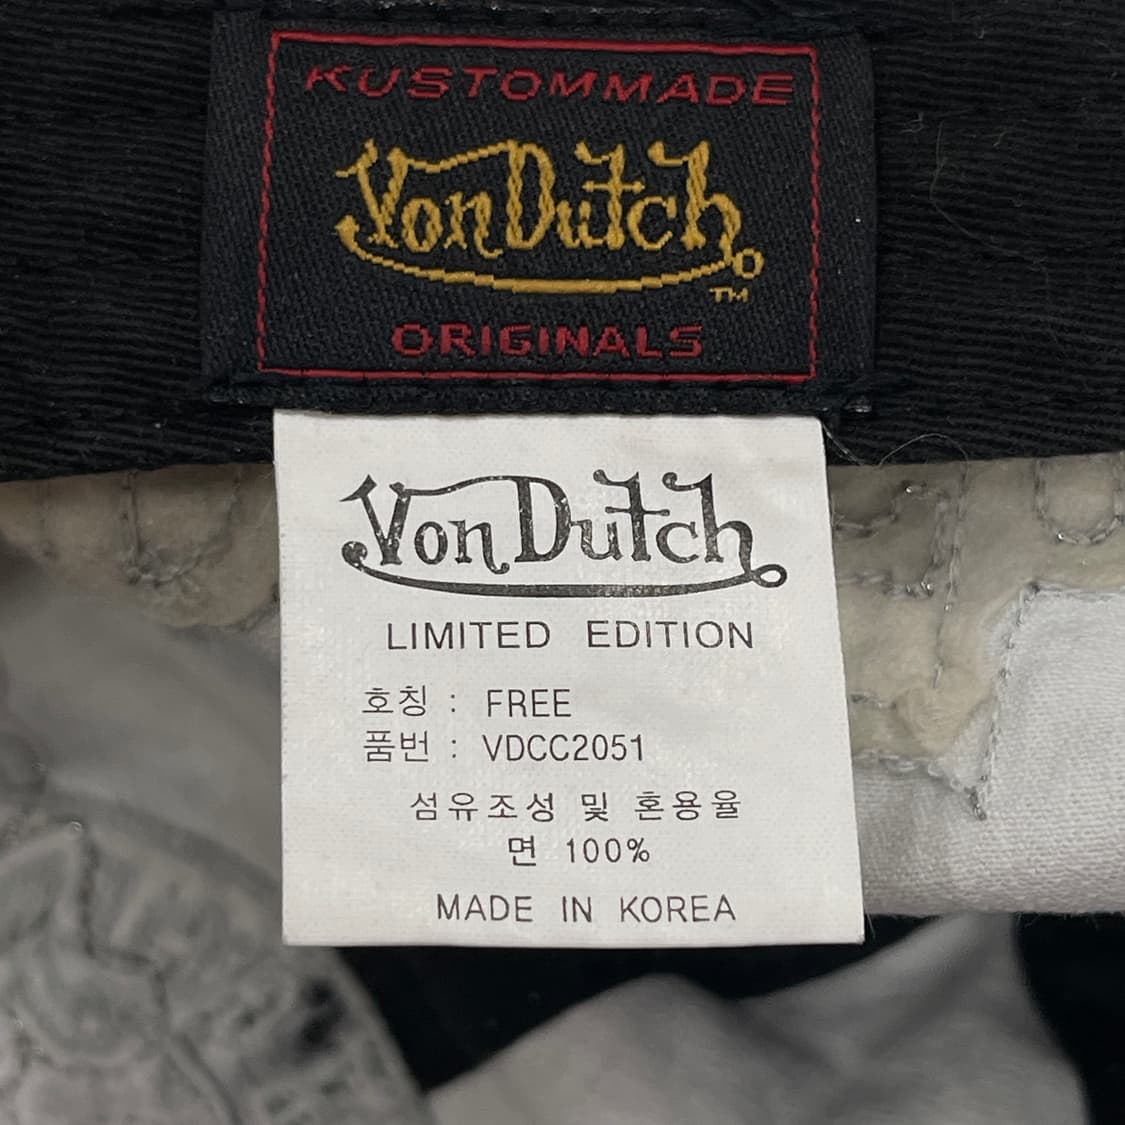 KUSTOMMADE
Von Dutch
TM
ORIGINALS
Von Dutch
LIMITED EDITION
호칭 : FREE
품번 : VDCC2051
섬유조성 및 혼용율
면 100%
MADE IN KOREA